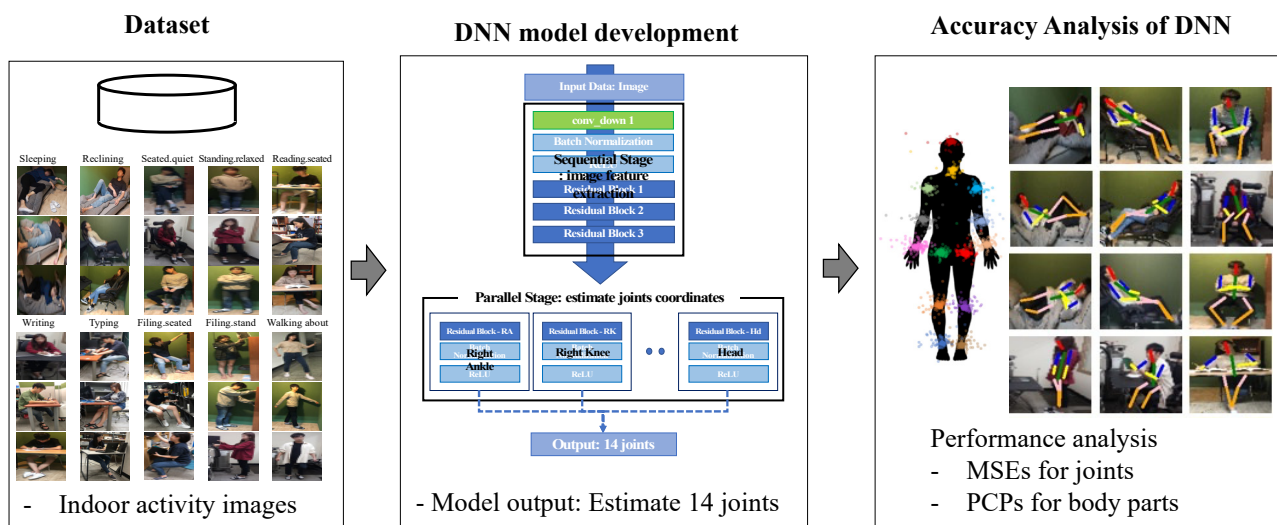 Dataset
DNN model development
Accuracy Analysis of DNN
Sleeping Reclining Seated.quiet Standing.relaxed Reading.seated
Writing Typing Filing.seated Filing.stand Walking about
- Indoor activity images
Input Data: Image
conv_down 1
Batch Normalization
Sequential Stage
: image feature
extraction
Residual Block 1
Residual Block 2
Residual Block 3
Parallel Stage: estimate joints coordinates
Residual Block - RA
Right
Ankle
ReLU
Residual Block - RK
Right Knee
ReLU
Residual Block - Hd
Head
ReLU
Output: 14 joints
- Model output: Estimate 14 joints
Performance analysis
- MSEs for joints
- PCPs for body parts